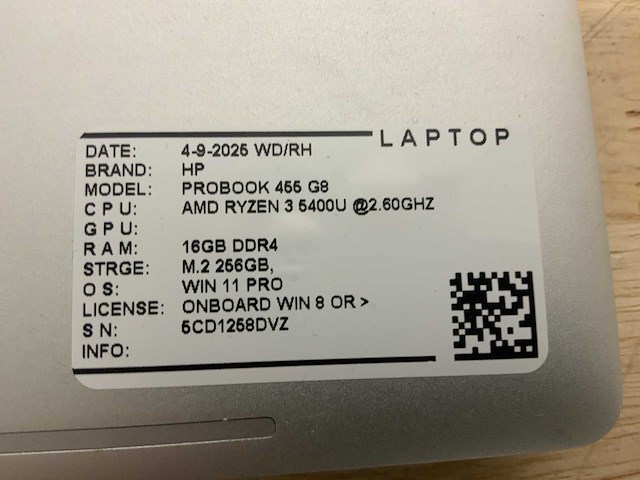 LAPTOP
DATE: 4-9-2025 WD/RH
BRAND: HP
MODEL: PROBOOK 455 G8
CPU: AMD RYZEN 3 5400U @2.60GHZ
GPU:
RAM: 16GB DDR4
STRGE: M.2 256GB,
OS: WIN 11 PRO
LICENSE: ONBOARD WIN 8 OR >
SN: 5CD1258DVZ
INFO: